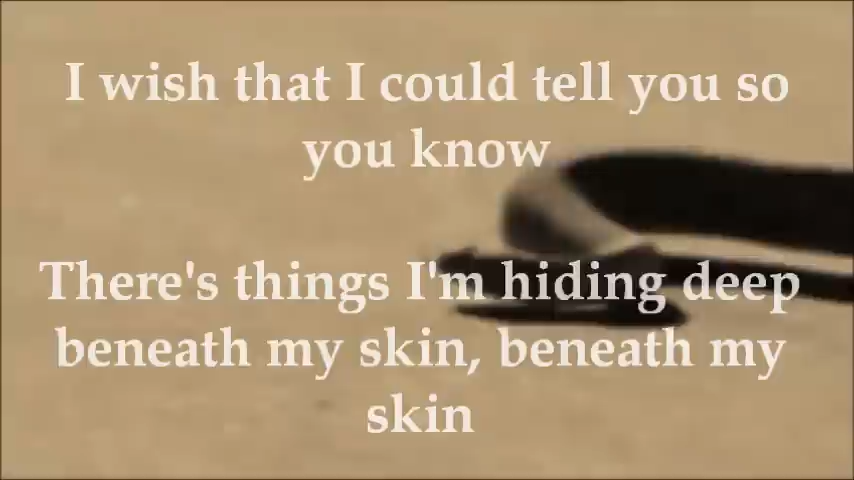 I wish that I could tell you so
you know
There's things I'm hiding deep
beneath my skin, beneath my
skin